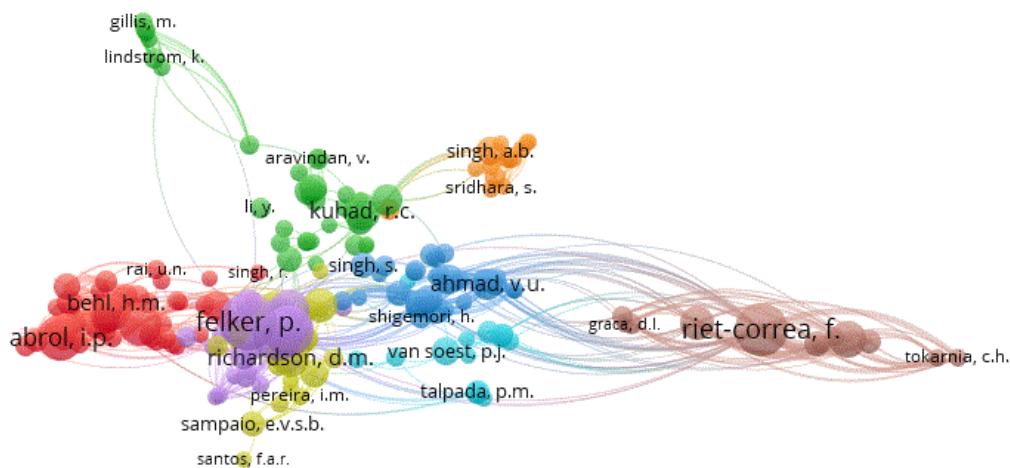 gillis, m.
lindstrom, k.
aravindan, v.
singh, a.b.
sridhara, s.
li, y.
kuhad, r.c.
rai, u.n.
singh, r.
singh, s.
behl, h.m.
ahmad, v.u.
shigemori, h.
felker, p.
graca, d.l.
riet-correa, f.
abrol, i.p.
richardson, d.m.
van soest, p.j.
tokarnia, c.h.
pereira, i.m.
talpada, p.m.
sampaio, e.v.s.b.
santos, f.a.r.